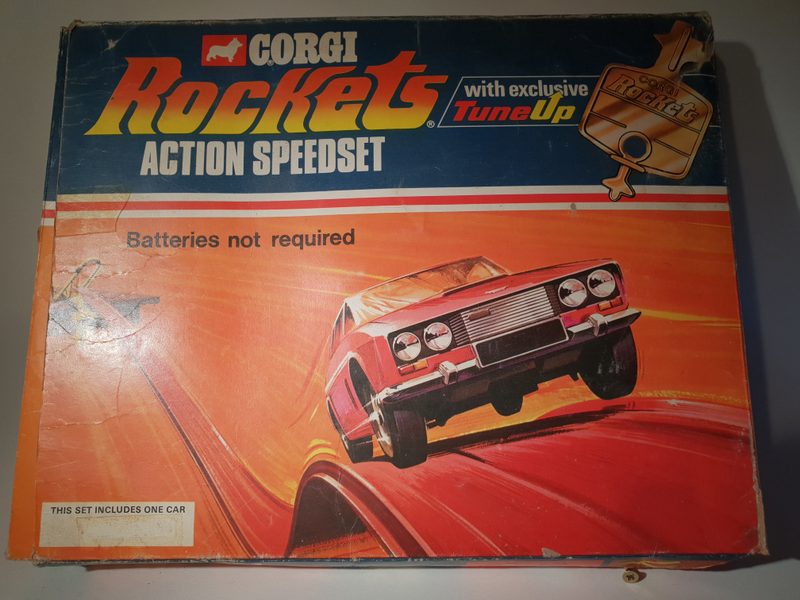 CORGI
Rockets®
ACTION SPEEDSET
with exclusive
TuneUp
CORGI
Rockets
Batteries not required
THIS SET INCLUDES ONE CAR